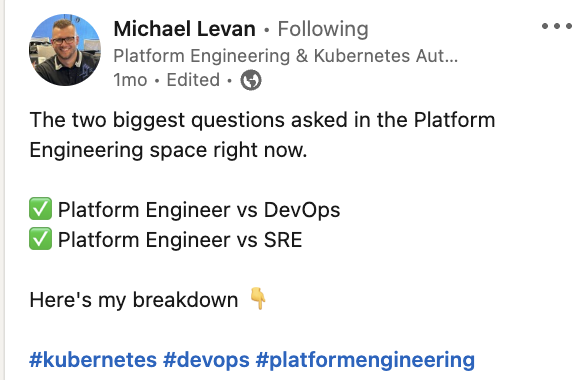 Michael Levan • Following
Platform Engineering & Kubernetes Aut...
1mo • Edited •
The two biggest questions asked in the Platform
Engineering space right now.
✅ Platform Engineer vs DevOps
✅ Platform Engineer vs SRE
Here's my breakdown 👇
#kubernetes #devops #platformengineering